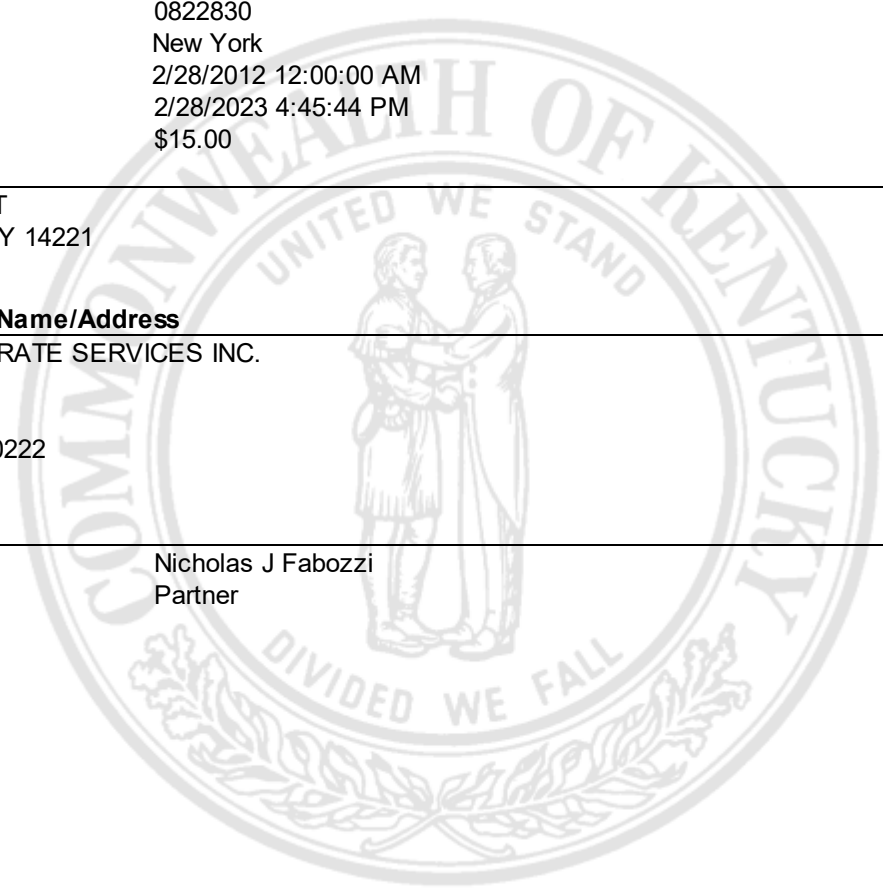 0822830
New York
2/28/2012 12:00:00 AM
2/28/2023 4:45:44 PM
$15.00
T
Y 14221
Name/Address
RATE SERVICES INC.
0222
Nicholas J Fabozzi
Partner
COMMONWEALTH OF KENTUCKY
UNITED WE STAND
DIVIDED WE FALL